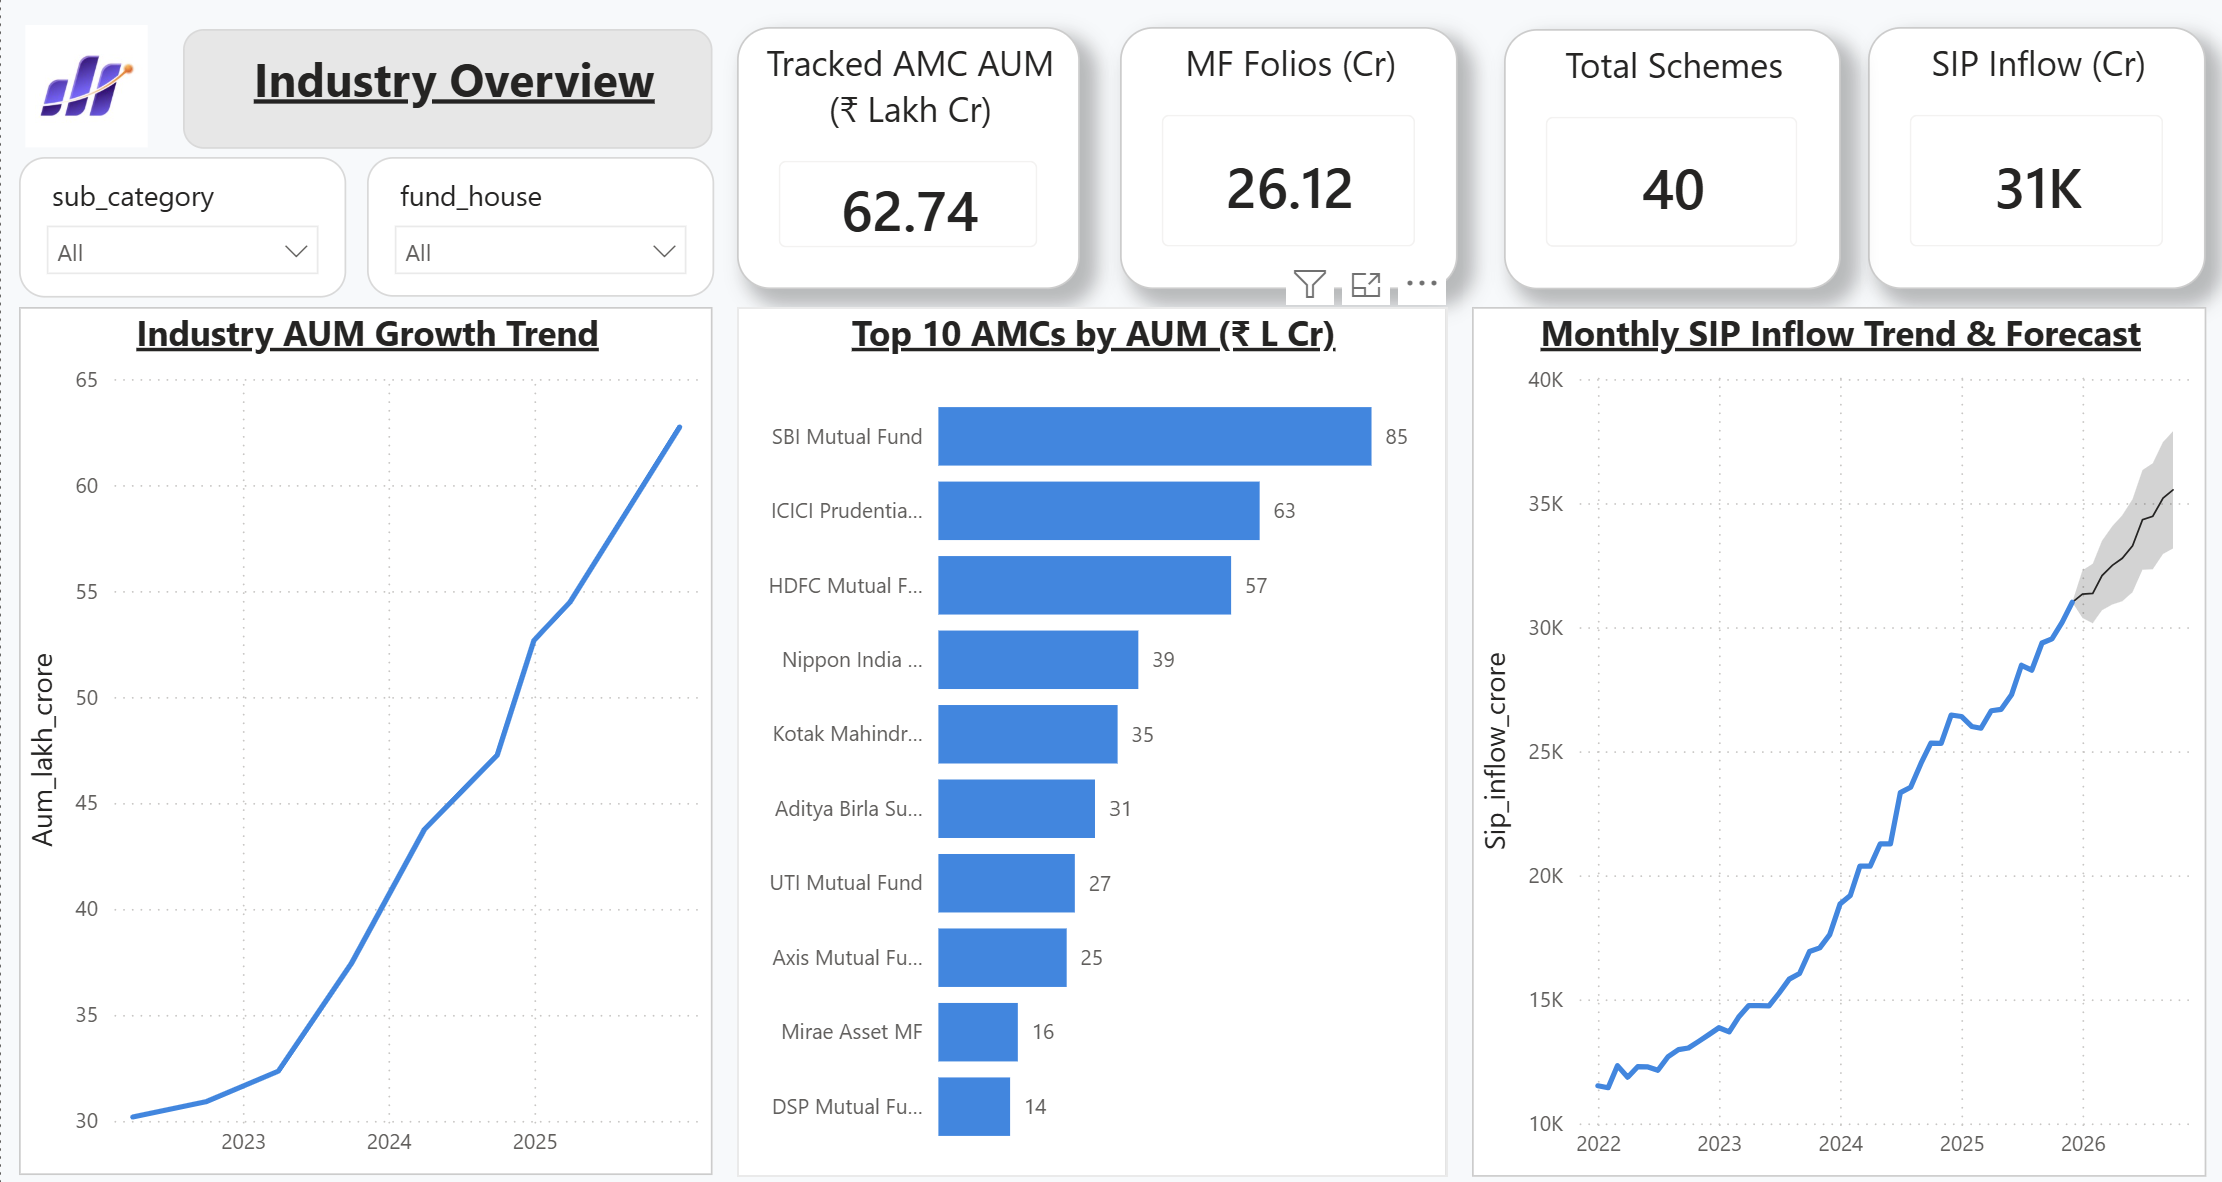 Industry Overview
sub_category
All
fund_house
All
Tracked AMC AUM
(₹ Lakh Cr)
62.74
MF Folios (Cr)
26.12
Total Schemes
40
SIP Inflow (Cr)
31K
Industry AUM Growth Trend
Aum_lakh_crore
65
60
55
50
45
40
35
30
2023 2024 2025
Top 10 AMCs by AUM (₹ L Cr)
SBI Mutual Fund 85
ICICI Prudentia... 63
HDFC Mutual F... 57
Nippon India ... 39
Kotak Mahindr... 35
Aditya Birla Su... 31
UTI Mutual Fund 27
Axis Mutual Fu... 25
Mirae Asset MF 16
DSP Mutual Fu... 14
Monthly SIP Inflow Trend & Forecast
Sip_inflow_crore
40K
35K
30K
25K
20K
15K
10K
2022 2023 2024 2025 2026